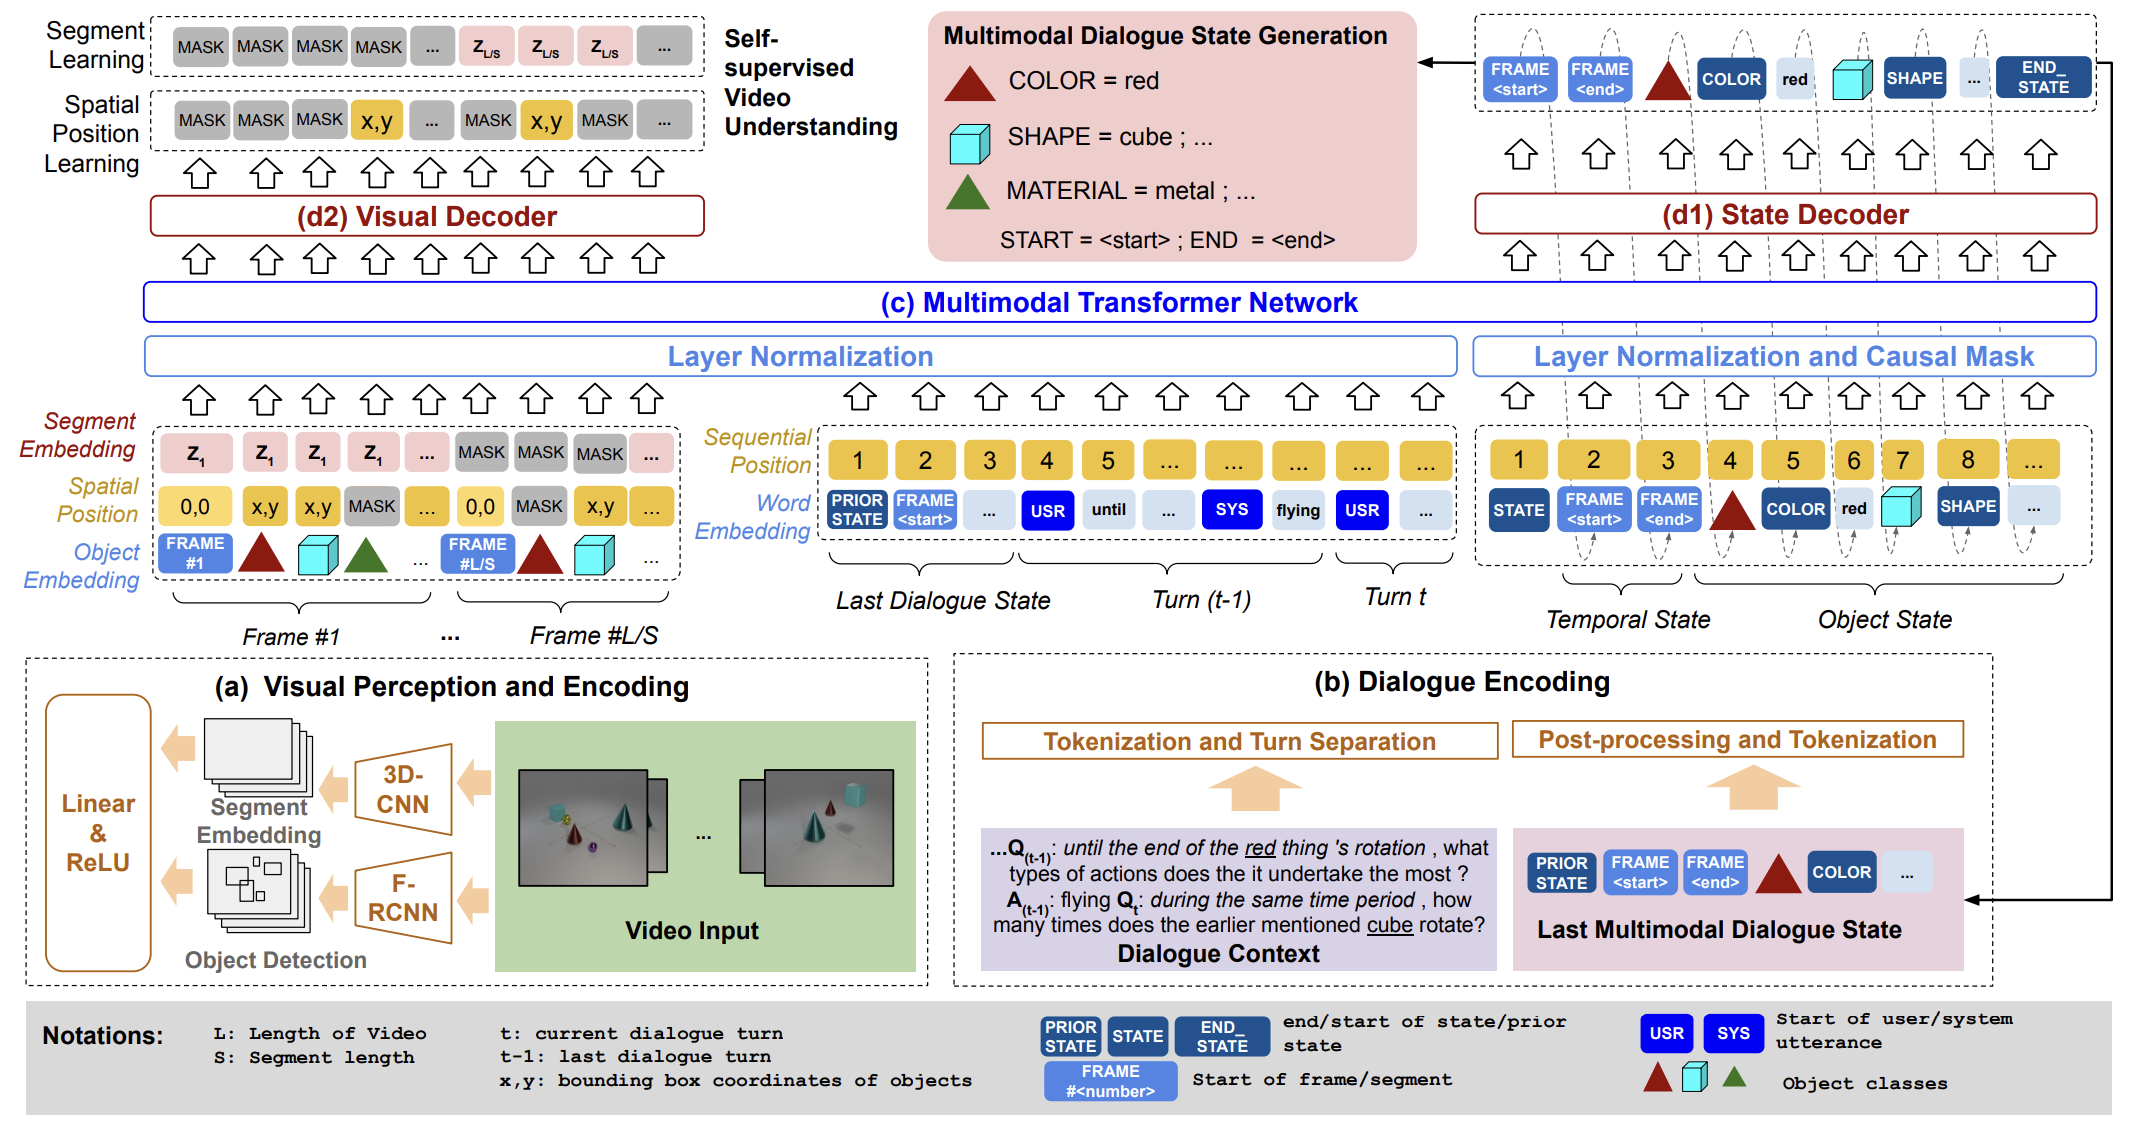 Segment
Learning
MASK MASK MASK MASK ... zL/S zL/S zL/S ...
Spatial
Position
Learning
MASK MASK MASK x,y ... MASK x,y MASK ...
Self-
supervised
Video
Understanding
(d2) Visual Decoder
Multimodal Dialogue State Generation
COLOR = red
SHAPE = cube ; ...
MATERIAL = metal ; ...
START = <start> ; END = <end>
FRAME <start> FRAME <end> COLOR red SHAPE ... END_ STATE
(d1) State Decoder
(c) Multimodal Transformer Network
Layer Normalization
Layer Normalization and Causal Mask
Segment
Embedding
z1 z1 z1 z1 ... MASK MASK MASK ...
Spatial
Position
0,0 x,y x,y MASK ... 0,0 MASK x,y ...
Object
Embedding
FRAME #1 ... FRAME #L/S ...
Frame #1 ... Frame #L/S
Sequential
Position
1 2 3 4 5 ... ... ... ... ...
Word
Embedding
PRIOR STATE FRAME <start> ... USR until ... SYS flying USR ...
Last Dialogue State Turn (t-1) Turn t
1 2 3 4 5 6 7 8 ...
STATE FRAME <start> FRAME <end> COLOR red SHAPE ...
Temporal State Object State
(a) Visual Perception and Encoding
Linear
&
ReLU
Segment
Embedding
3D-
CNN
Object Detection
F-
RCNN
...
Video Input
(b) Dialogue Encoding
Tokenization and Turn Separation
Post-processing and Tokenization
...Q(t-1): until the end of the red thing 's rotation , what
types of actions does the it undertake the most ?
A(t-1): flying Qt: during the same time period , how
many times does the earlier mentioned cube rotate?
Dialogue Context
PRIOR STATE FRAME <start> FRAME <end> COLOR ...
Last Multimodal Dialogue State
Notations:
L: Length of Video
S: Segment length
t: current dialogue turn
t-1: last dialogue turn
x,y: bounding box coordinates of objects
PRIOR STATE STATE END_ STATE
end/start of state/prior
state
FRAME
#<number>
Start of frame/segment
USR SYS
Start of user/system
utterance
Object classes